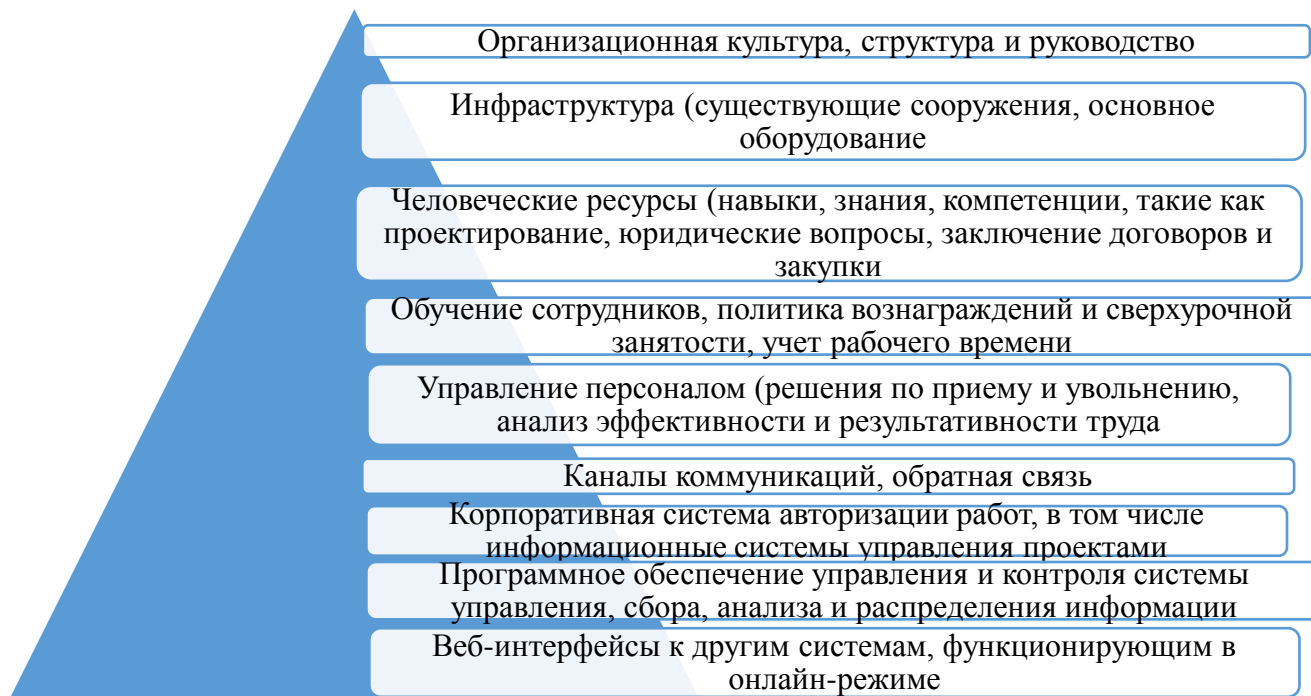 Организационная культура, структура и руководство
Инфраструктура (существующие сооружения, основное
оборудование
Человеческие ресурсы (навыки, знания, компетенции, такие как
проектирование, юридические вопросы, заключение договоров и
закупки
Обучение сотрудников, политика вознаграждений и сверхурочной
занятости, учет рабочего времени
Управление персоналом (решения по приему и увольнению,
анализ эффективности и результативности труда
Каналы коммуникаций, обратная связь
Корпоративная система авторизации работ, в том числе
информационные системы управления проектами
Программное обеспечение управления и контроля системы
управления, сбора, анализа и распределения информации
Веб-интерфейсы к другим системам, функционирующим в
онлайн-режиме